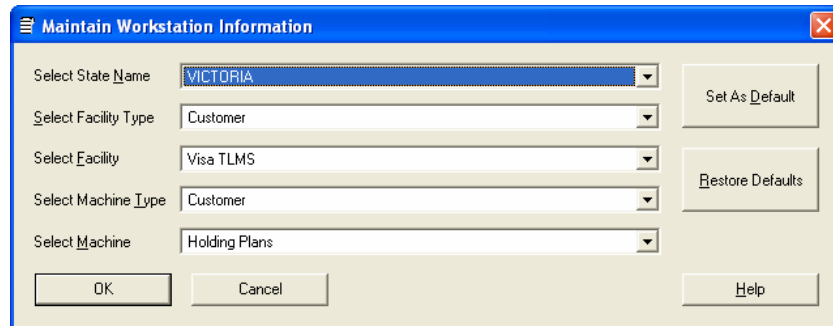 Maintain Workstation Information
Select State Name VICTORIA
Set As Default
Select Facility Type Customer
Select Facility Visa TLMS
Restore Defaults
Select Machine Type Customer
Select Machine Holding Plans
OK Cancel Help